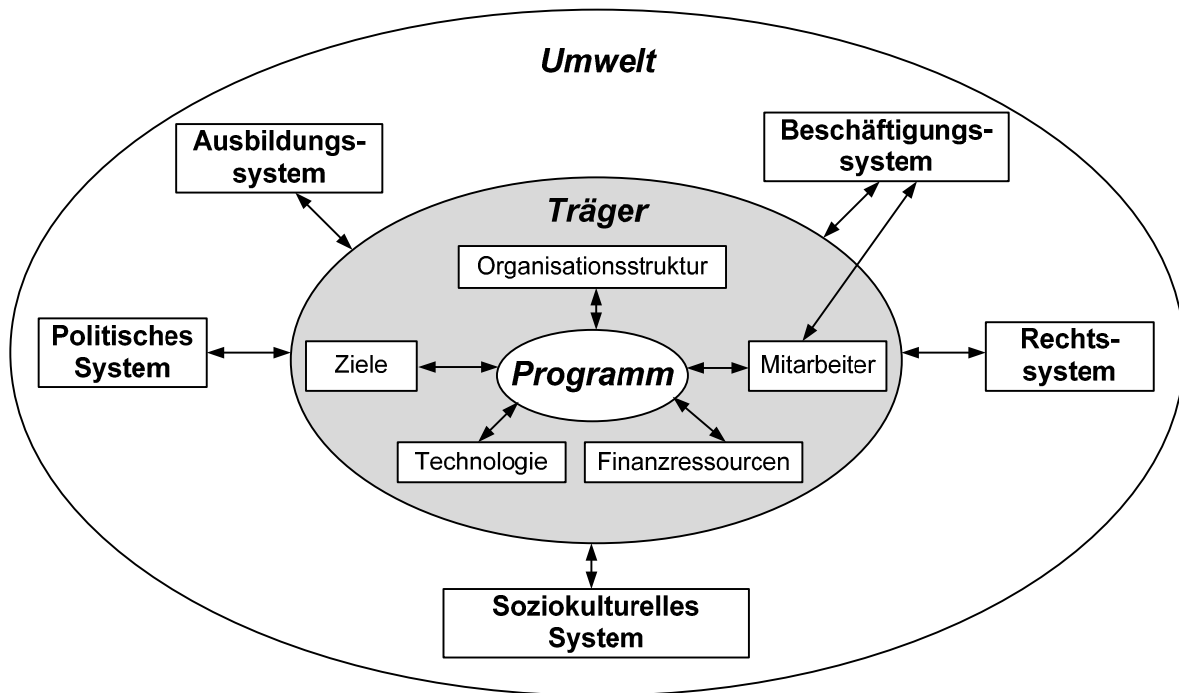 Umwelt
Ausbildungs-
system
Beschäftigungs-
system
Träger
Organisationsstruktur
Politisches
System
Ziele
Programm
Mitarbeiter
Rechts-
system
Technologie
Finanzressourcen
Soziokulturelles
System